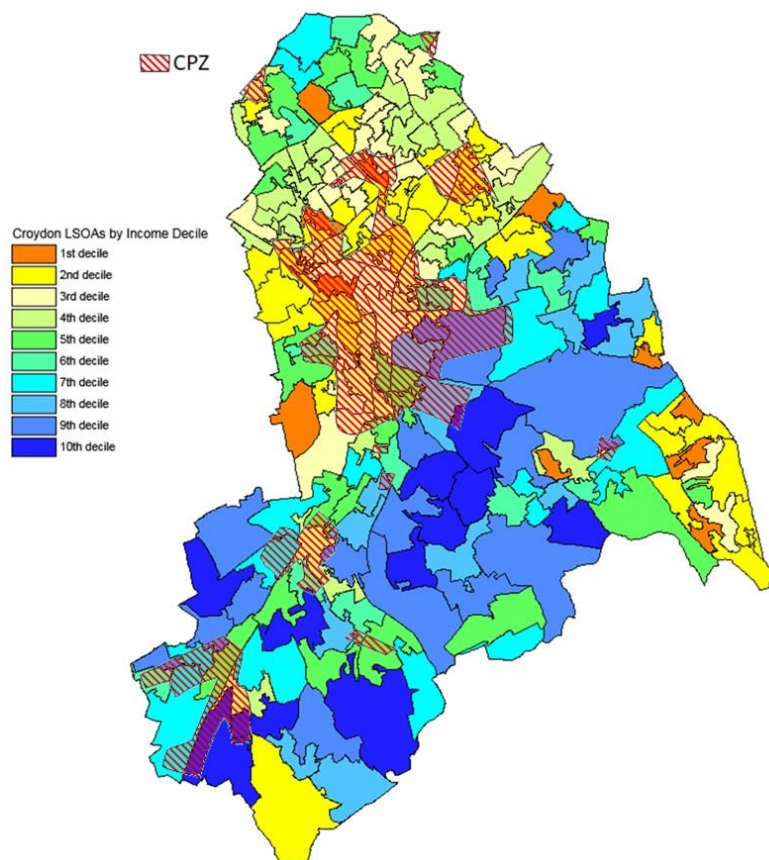 CPZ
Croydon LSOAs by Income Decile
1st decile
2nd decile
3rd decile
4th decile
5th decile
6th decile
7th decile
8th decile
9th decile
10th decile